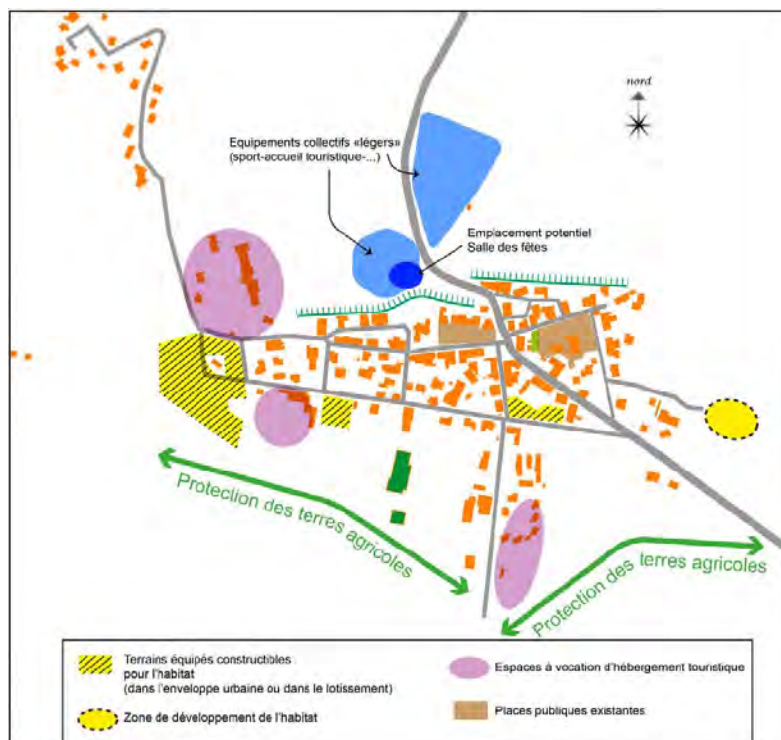 nord
Equipements collectifs «légers»
(sport-accueil touristique-...)
Emplacement potentiel
Salle des fêtes
Protection des terres agricoles
Protection des terres agricoles
Terrains équipés constructibles
pour l'habitat
(dans l'enveloppe urbaine ou dans le lotissement)
Zone de développement de l'habitat
Espaces à vocation d'hébergement touristique
Places publiques existantes